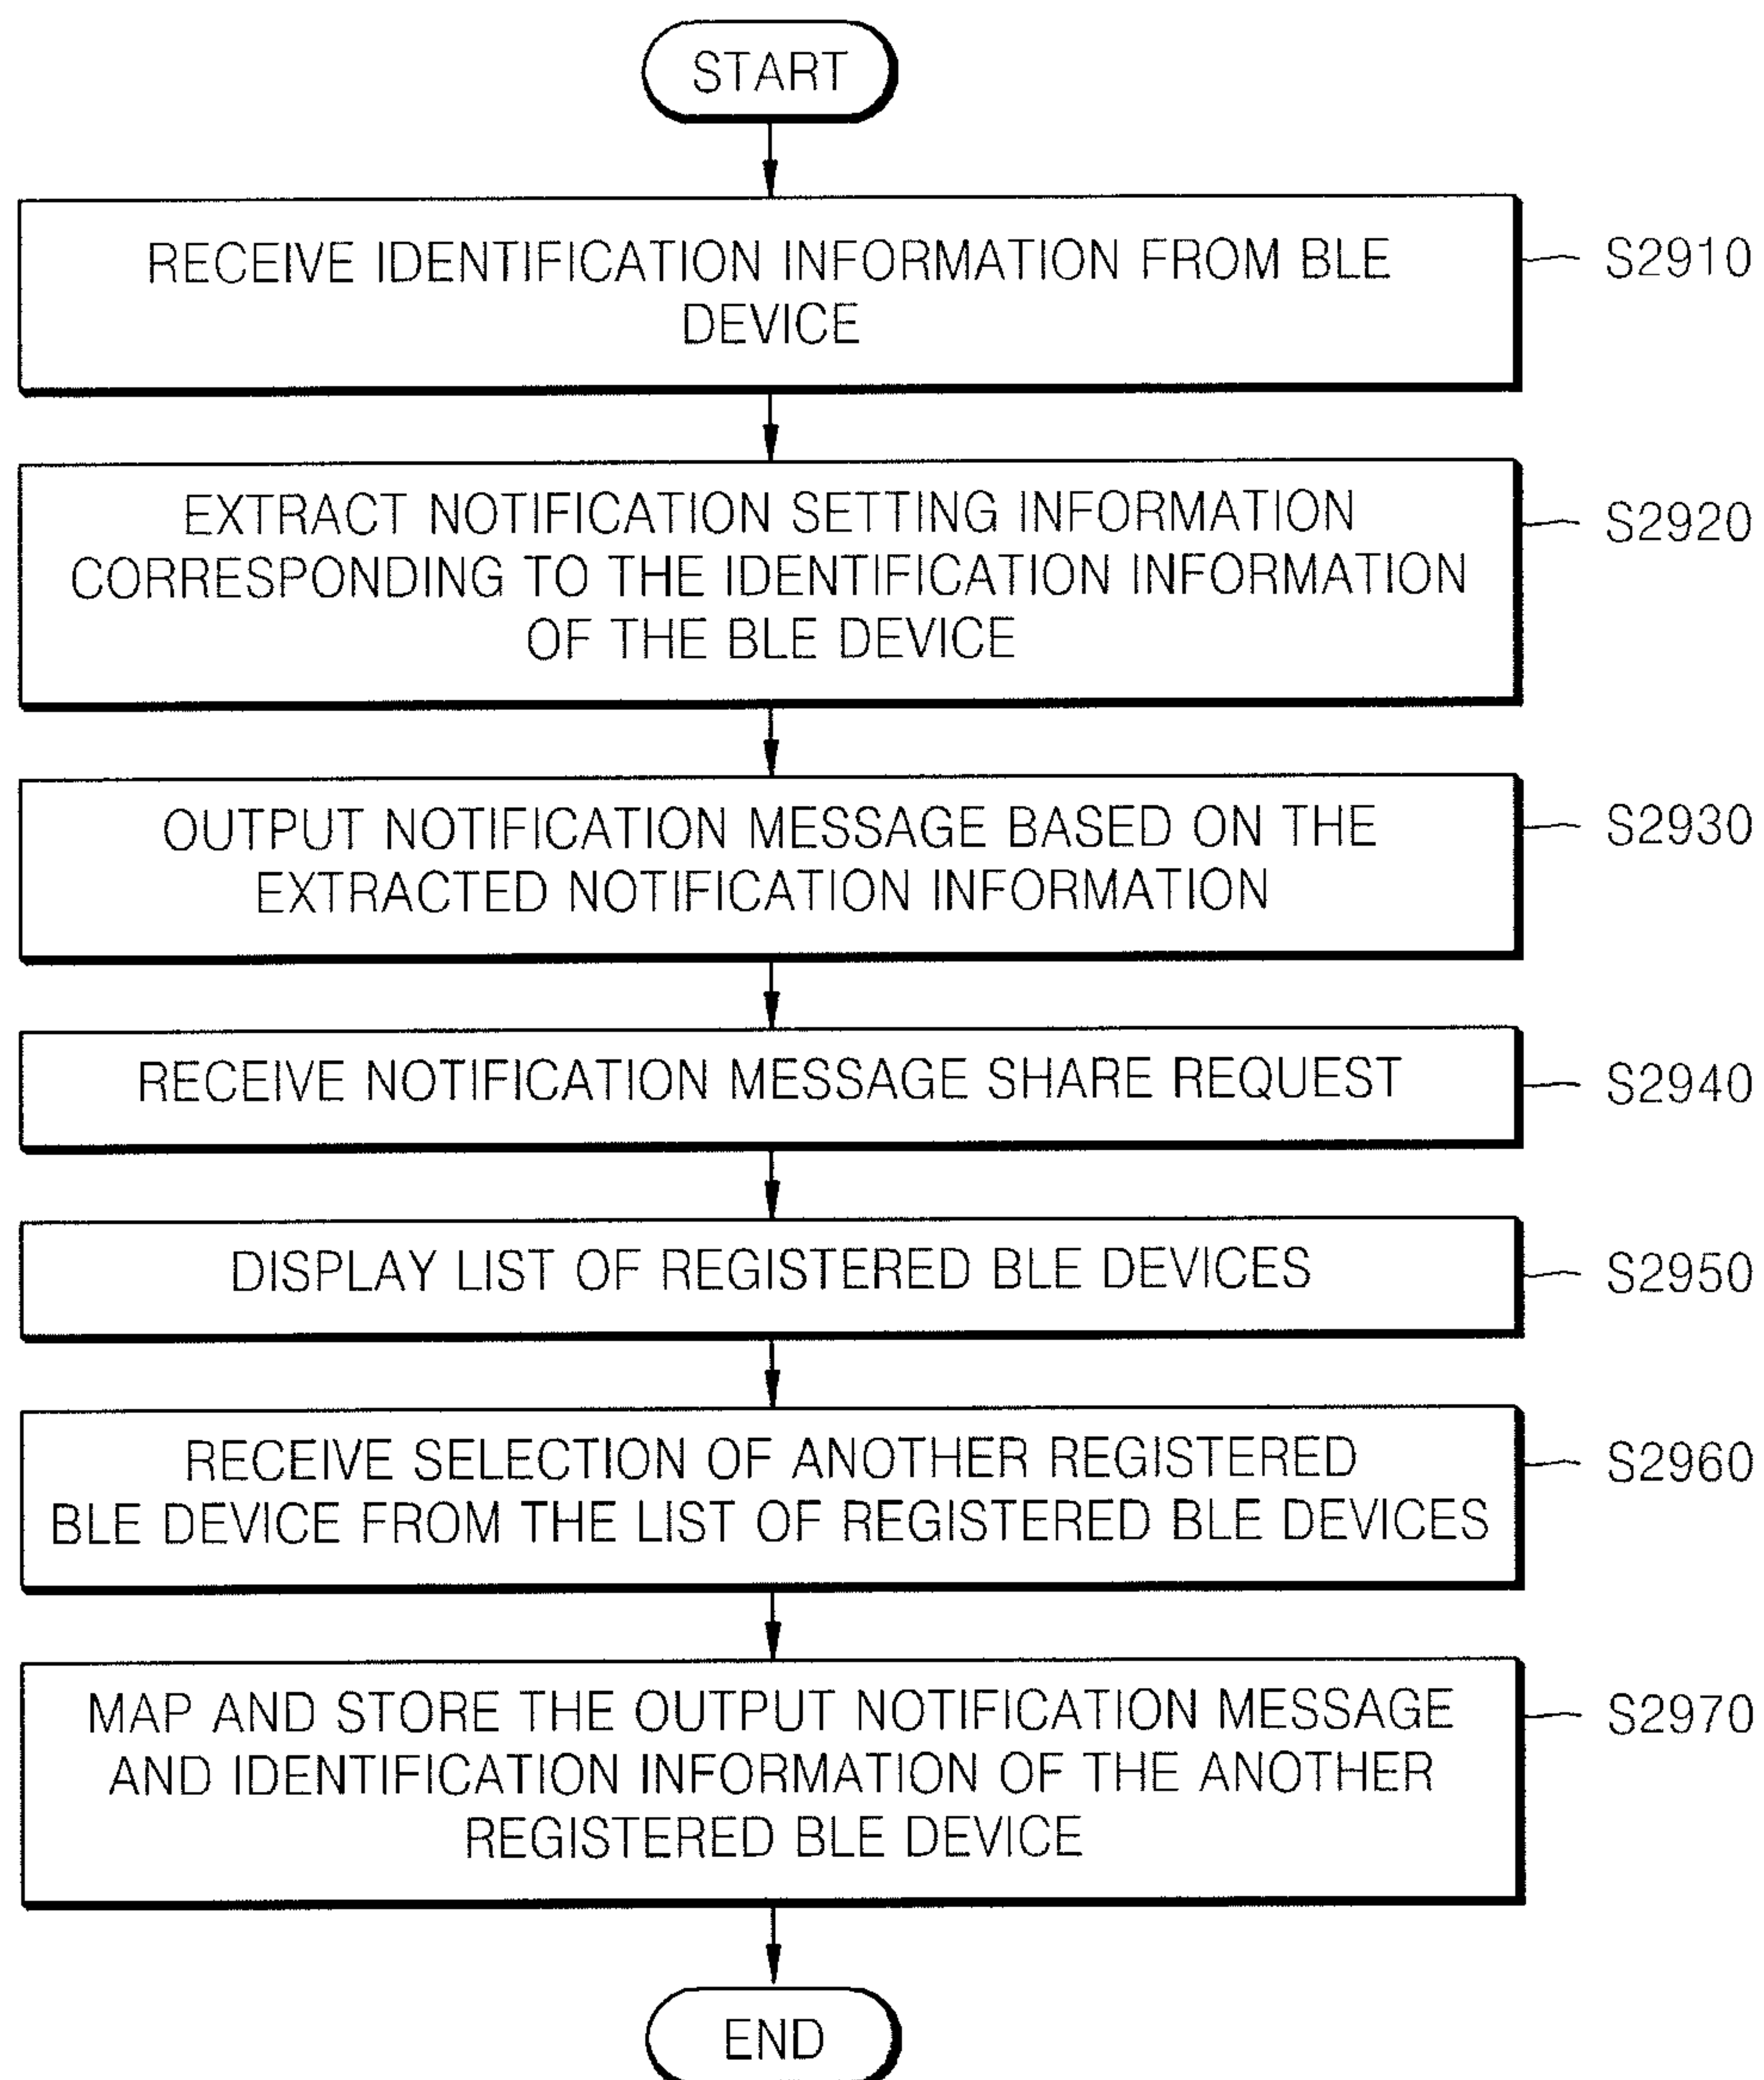 START
RECEIVE IDENTIFICATION INFORMATION FROM BLE
DEVICE
S2910
EXTRACT NOTIFICATION SETTING INFORMATION
CORRESPONDING TO THE IDENTIFICATION INFORMATION
OF THE BLE DEVICE
S2920
OUTPUT NOTIFICATION MESSAGE BASED ON THE
EXTRACTED NOTIFICATION INFORMATION
S2930
RECEIVE NOTIFICATION MESSAGE SHARE REQUEST
S2940
DISPLAY LIST OF REGISTERED BLE DEVICES
S2950
RECEIVE SELECTION OF ANOTHER REGISTERED
BLE DEVICE FROM THE LIST OF REGISTERED BLE DEVICES
S2960
MAP AND STORE THE OUTPUT NOTIFICATION MESSAGE
AND IDENTIFICATION INFORMATION OF THE ANOTHER
REGISTERED BLE DEVICE
S2970
END